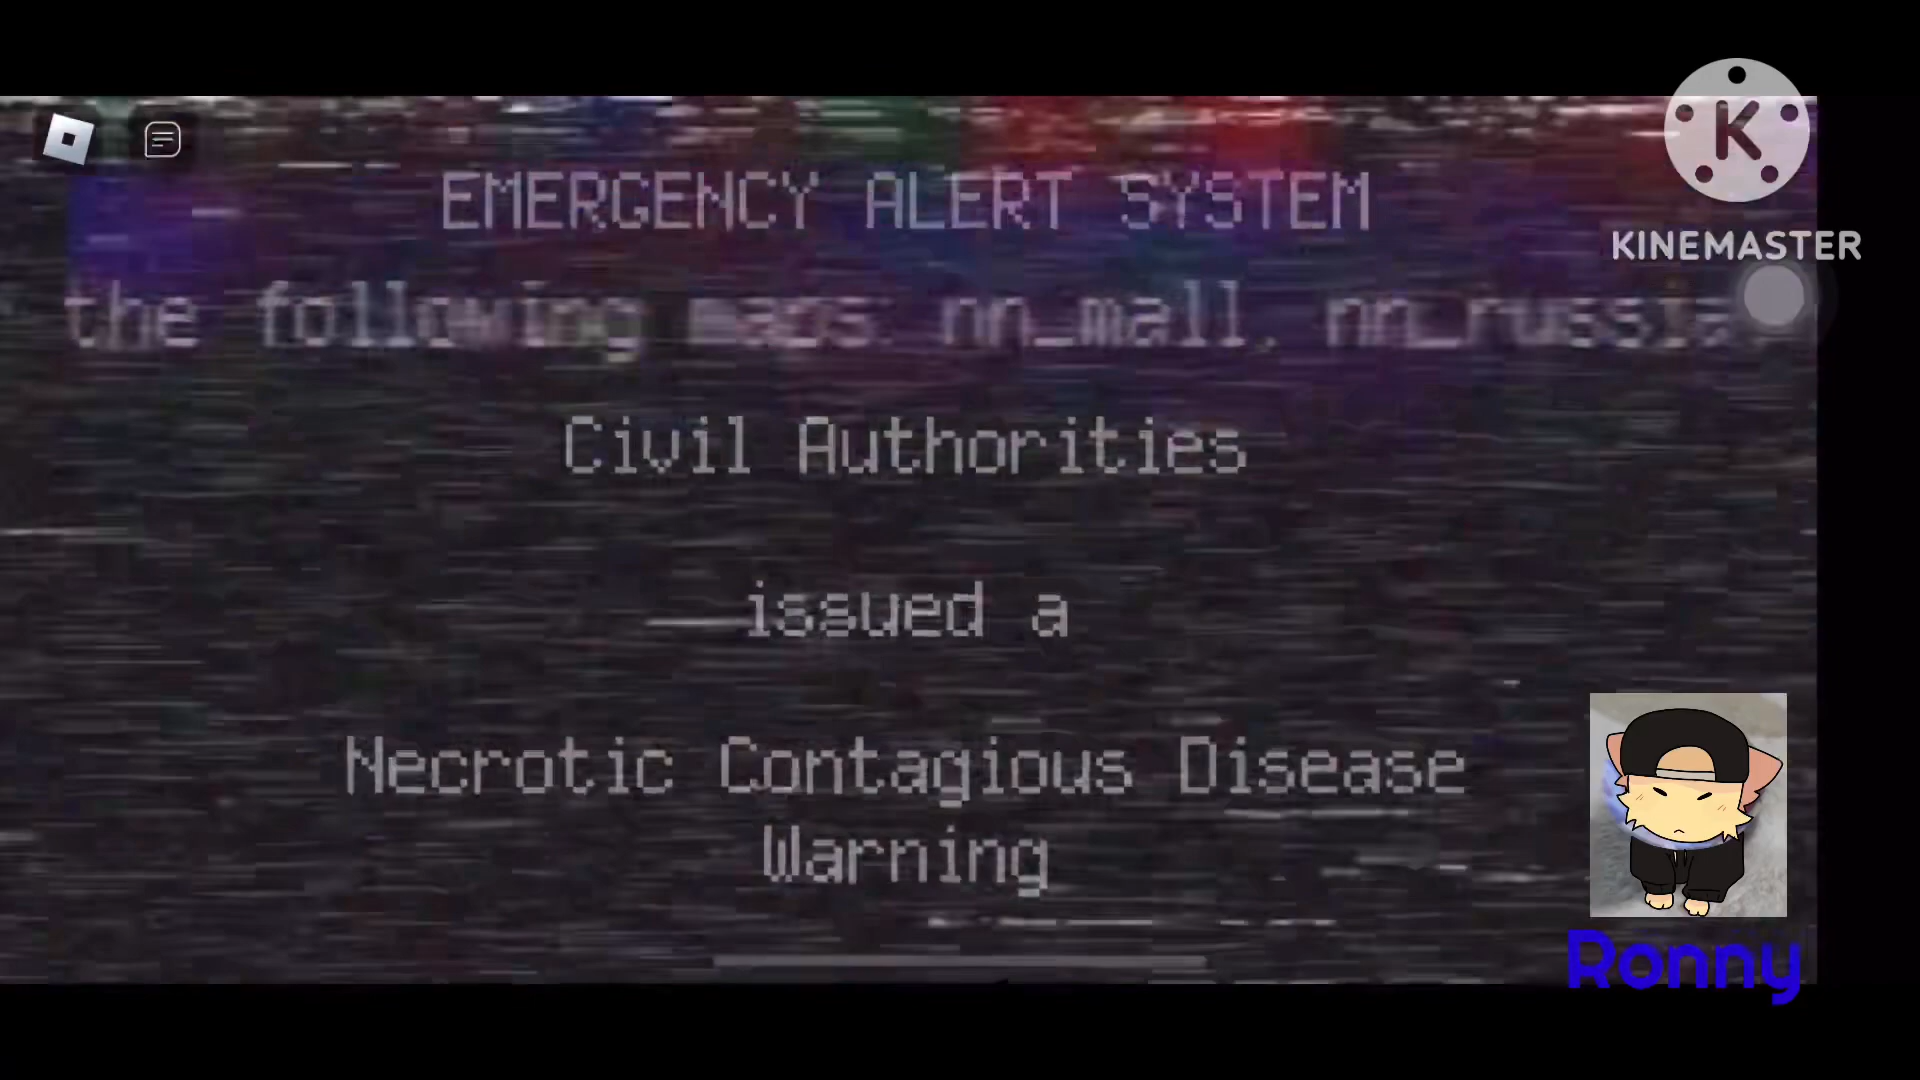 EMERGENCY ALERT SYSTEM
the following maps: nn_mall, nn_russia
Civil Authorities
issued a
Necrotic Contagious Disease
Warning
K
KINEMASTER
Ronny